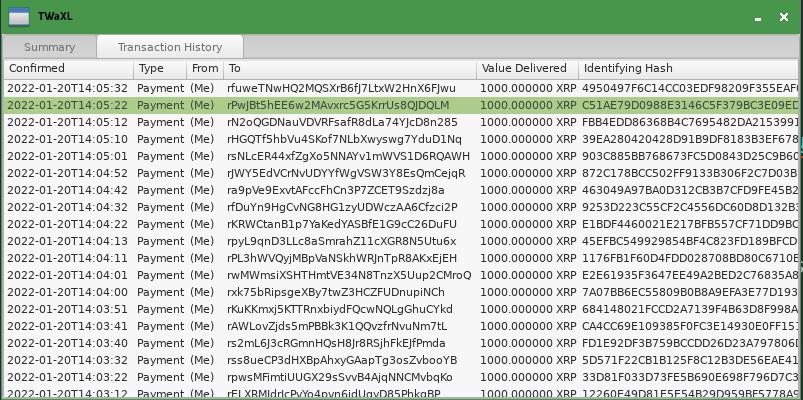 TWaXL
Summary Transaction History
Confirmed Type From To Value Delivered Identifying Hash
2022-01-20T14:05:32 Payment (Me) rfuweTNwHQ2MQSXrB6fJ7LtxW2HnX6FJwu 1000.000000 XRP 4950497F6C14CC03EDF98209F355EAF
2022-01-20T14:05:22 Payment (Me) rPwJBt5hEE6w2MAvxrc5G5KrrUs8QJDQLM 1000.000000 XRP C51AE79D0988E3146C5F379BC3E09ED
2022-01-20T14:05:12 Payment (Me) rN2oQGDNauVDVRFsafR8dLa74YJcD8n285 1000.000000 XRP FBB4EDD86368B4C7695482DA2153991
2022-01-20T14:05:10 Payment (Me) rHGQTf5hbVu4SKof7NLbXwyswg7YduD1Nq 1000.000000 XRP 39EA280420428D91B9DF8183B3EF678
2022-01-20T14:05:01 Payment (Me) rsNLcER44xfZgXo5NNAYv1mWVS1D6RQAWH 1000.000000 XRP 903C885BB768673FC5D0843D25C9B60
2022-01-20T14:04:52 Payment (Me) rJWY5EdVCrNvUDYYfWgVSW3Y8EsQmCejqR 1000.000000 XRP 872C178BCC502FF9133B306F2C7D03B
2022-01-20T14:04:42 Payment (Me) ra9pVe9ExvtAFccFhCn3P7ZCET9Szdzj8a 1000.000000 XRP 463049A97BA0D312CB3B7CFD9FE45B2
2022-01-20T14:04:32 Payment (Me) rfDuYn9HgCvNG8HG1zyUDWczAA6Cfzci2P 1000.000000 XRP 9253D223C55CF2C4556DC60D8D132B3
2022-01-20T14:04:22 Payment (Me) rKRWCtanB1p7YaKedYASBfE1G9cC26DuFU 1000.000000 XRP E1BDF4460021E217BFB557CF71DD9BC
2022-01-20T14:04:13 Payment (Me) rpyL9qnD3LLc8aSmrahZ11cXGR8N5Utu6x 1000.000000 XRP 45EFBC549929854BF4C823FD189BFCD
2022-01-20T14:04:11 Payment (Me) rPL3hWVQyjMBpVaNSkhWRJnTpR8AKxEjEH 1000.000000 XRP 1176FB1F60D4FDD028708BD80C6710E
2022-01-20T14:04:01 Payment (Me) rwMWmsiXSHTHmtVE34N8TnzX5Uup2CMroQ 1000.000000 XRP E2E61935F3647EE49A2BED2C76835A8
2022-01-20T14:04:00 Payment (Me) rxk75bRipsgeXBy7twZ3HCZFUDnupiNCh 1000.000000 XRP 7A07BB6EC55809B0B8A9EFA3E77D193
2022-01-20T14:03:51 Payment (Me) rKuKKmxj5KTTRnxbiydFQcwNQLgGhuCYkd 1000.000000 XRP 684148021FCCD2A7139F4B63D8F998A
2022-01-20T14:03:41 Payment (Me) rAWLovZjds5mPBBk3K1QQvzfrNvuNm7tL 1000.000000 XRP CA4CC69E109385F0FC3E14930E0FF15
2022-01-20T14:03:40 Payment (Me) rs2mL6J3cRGmnHQsH8Jr8RSjhFkEJfPmda 1000.000000 XRP FD1E92DF3B759BCCDD26D23A797806
2022-01-20T14:03:32 Payment (Me) rss8ueCP3dHXBpAhxyGAapTg3osZvbooYB 1000.000000 XRP 5D571F22CB1B125F8C12B3DE56EAE41
2022-01-20T14:03:22 Payment (Me) rpwsMFimtiUUGX29sSvvB4AjqNNCMvbqKo 1000.000000 XRP 33D81F033D73FE5B690E698F796D7C3
2022-01-20T14:03:12 Payment (Me) 1000.000000 XRP